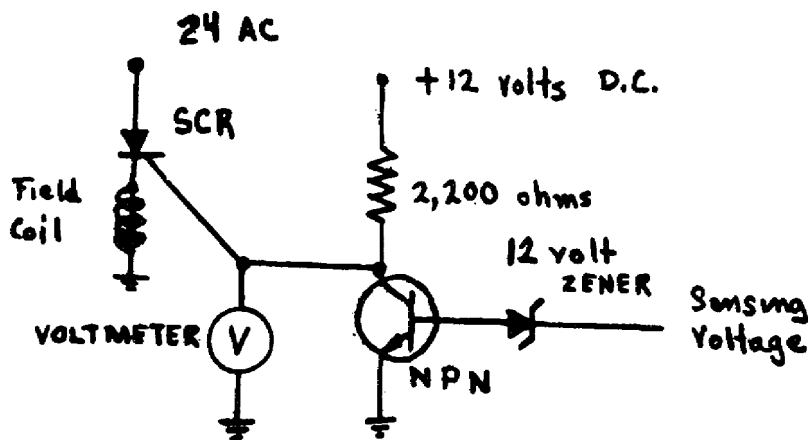 24 AC
+12 volts D.C.
SCR
Field
Coil
2,200 ohms
12 volt
ZENER
Sensing
Voltage
VOLTMETER
V
NPN